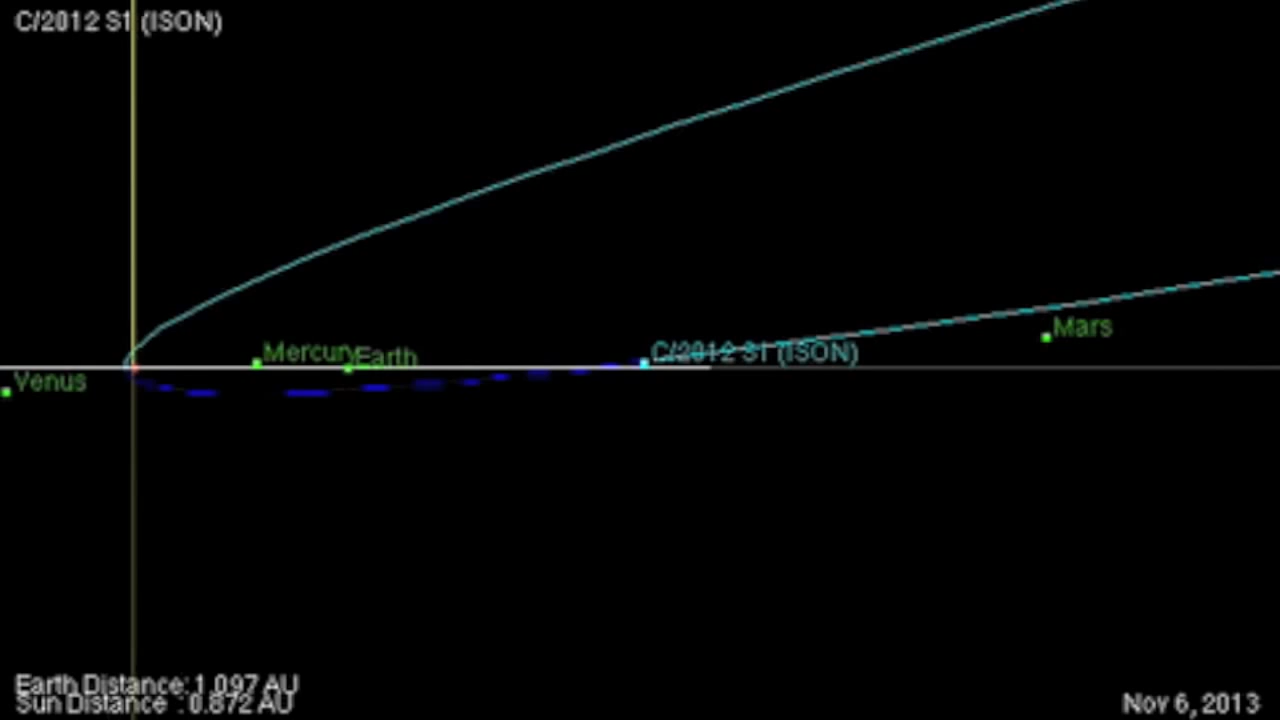 C/2012 S1 (ISON)
Mars
Mercury
Earth
C/2012 S1 (ISON)
Venus
Earth Distance: 1.097 AU
Sun Distance : 0.872 AU
Nov 6, 2013